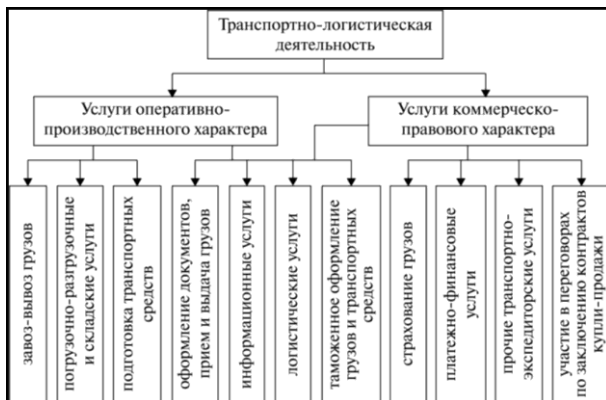 Транспортно-логистическая
деятельность
Услуги оперативно-
производственного характера
Услуги коммерческо-
правового характера
завоз-вывоз грузов
погрузочно-разгрузочные
и складские услуги
подготовка транспортных
средств
оформление документов,
прием и выдача грузов
информационные услуги
логистические услуги
таможенное оформление
грузов и транспортных
средств
страхование грузов
платежно-финансовые
услуги
прочие транспортно-
экспедиторские услуги
участие в переговорах
по заключению контрактов
купли-продажи